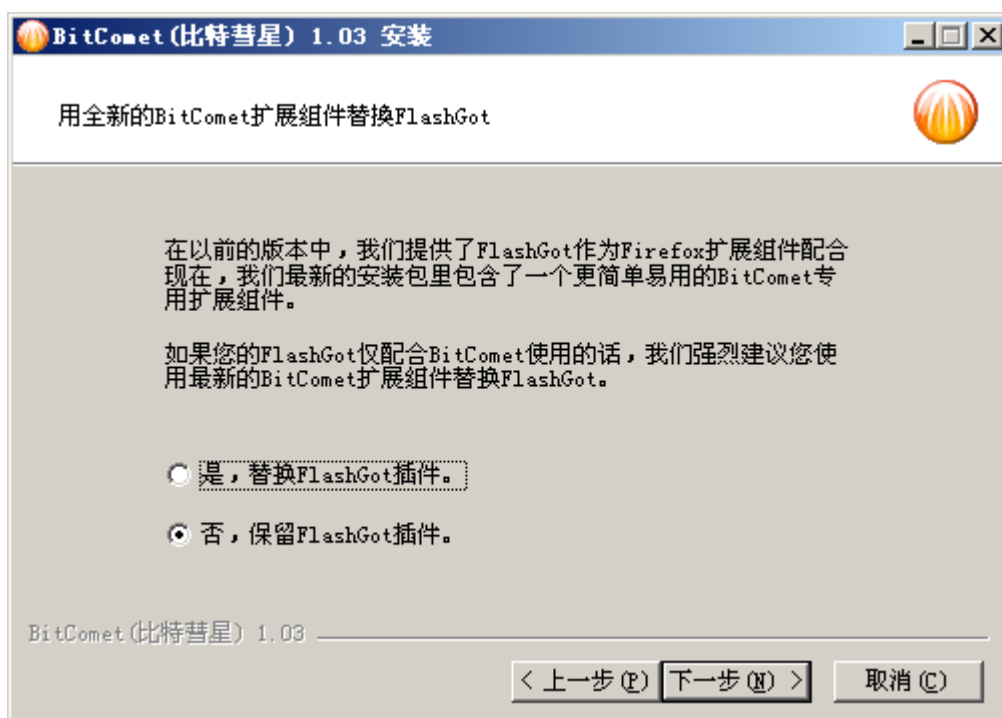 BitComet(比特彗星) 1.03 安装
用全新的BitComet扩展组件替换FlashGot
在以前的版本中，我们提供了FlashGot作为Firefox扩展组件配合
现在，我们最新的安装包里包含了一个更简单易用的BitComet专
用扩展组件。
如果您的FlashGot仅配合BitComet使用的话，我们强烈建议您使
用最新的BitComet扩展组件替换FlashGot。
是，替换FlashGot插件。
否，保留FlashGot插件。
BitComet(比特彗星) 1.03
< 上一步(P) 下一步(N) > 取消(C)